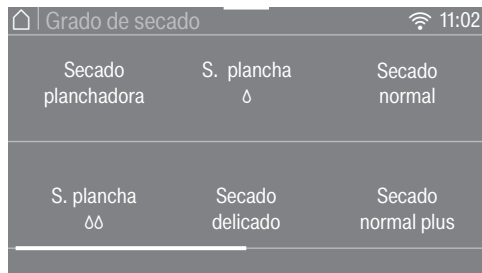 Grado de secado 11:02
Secado planchadora
S. plancha
Secado normal
S. plancha
Secado delicado
Secado normal plus